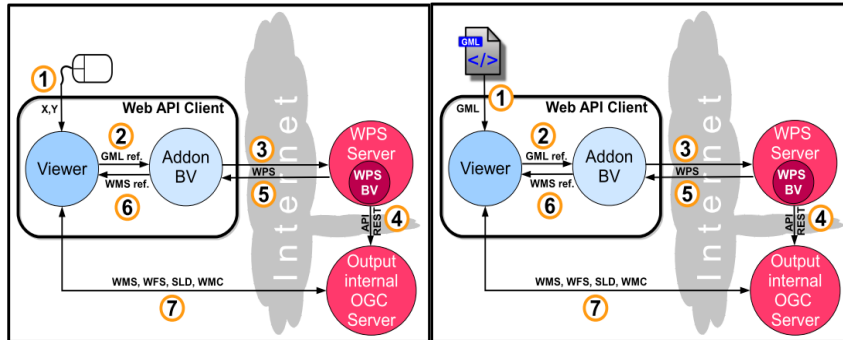 1
X,Y
Web API Client
2
GML ref.
Viewer
Addon
BV
WMS ref.
6
3
WPS
5
Internet
WPS
Server
WPS
BV
API
REST
4
Output
internal
OGC
Server
WMS, WFS, SLD, WMC
7
GML
</>
1
GML
Web API Client
2
GML ref.
Viewer
Addon
BV
WMS ref.
6
3
WPS
5
Internet
WPS
Server
WPS
BV
API
REST
4
Output
internal
OGC
Server
WMS, WFS, SLD, WMC
7